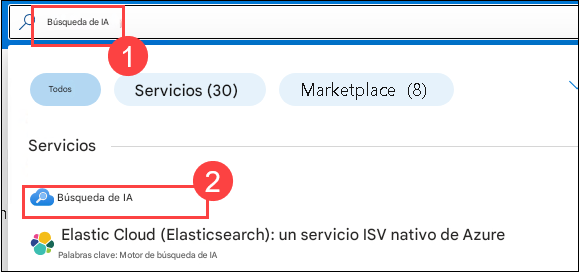 Búsqueda de IA
1
Todos
Servicios (30)
Marketplace (8)
Servicios
2
Búsqueda de IA
Elastic Cloud (Elasticsearch): un servicio ISV nativo de Azure
Palabras clave: Motor de búsqueda de IA